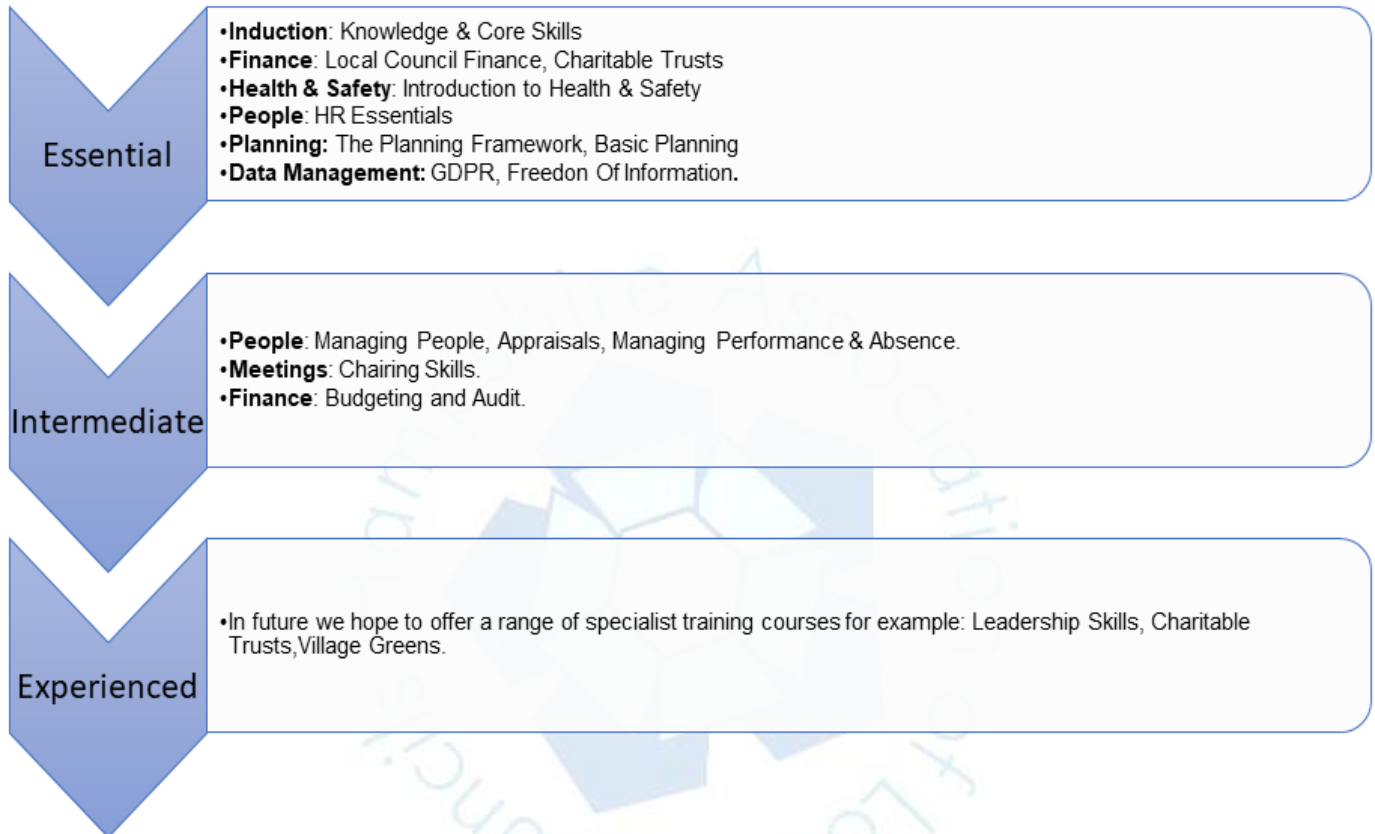 Essential
•Induction: Knowledge & Core Skills
•Finance: Local Council Finance, Charitable Trusts
•Health & Safety: Introduction to Health & Safety
•People: HR Essentials
•Planning: The Planning Framework, Basic Planning
•Data Management: GDPR, Freedon Of Information.
Intermediate
•People: Managing People, Appraisals, Managing Performance & Absence.
•Meetings: Chairing Skills.
•Finance: Budgeting and Audit.
Experienced
•In future we hope to offer a range of specialist training courses for example: Leadership Skills, Charitable
Trusts,Village Greens.